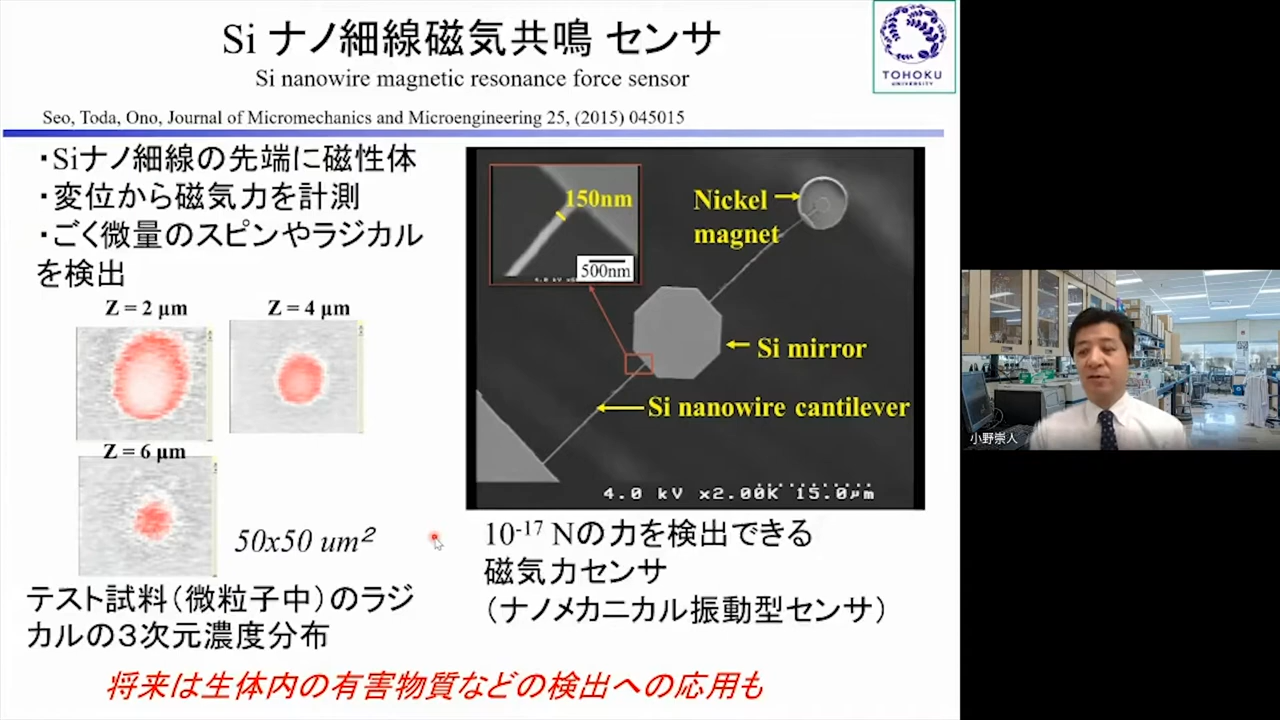 Si ナノ細線磁気共鳴 センサ
Si nanowire magnetic resonance force sensor
TOHOKU
UNIVERSITY
Seo, Toda, Ono, Journal of Micromechanics and Microengineering 25, (2015) 045015
・Siナノ細線の先端に磁性体
・変位から磁気力を計測
・ごく微量のスピンやラジカル
を検出
Z = 2 μm
Z = 4 μm
Z = 6 μm
50x50 um²
テスト試料（微粒子中）のラジ
カルの３次元濃度分布
150nm
500nm
Nickel
magnet
Si mirror
Si nanowire cantilever
4.0 kV x2.00K 15.0μm
10⁻¹⁷ Nの力を検出できる
磁気力センサ
（ナノメカニカル振動型センサ）
将来は生体内の有害物質などの検出への応用も
小野崇人